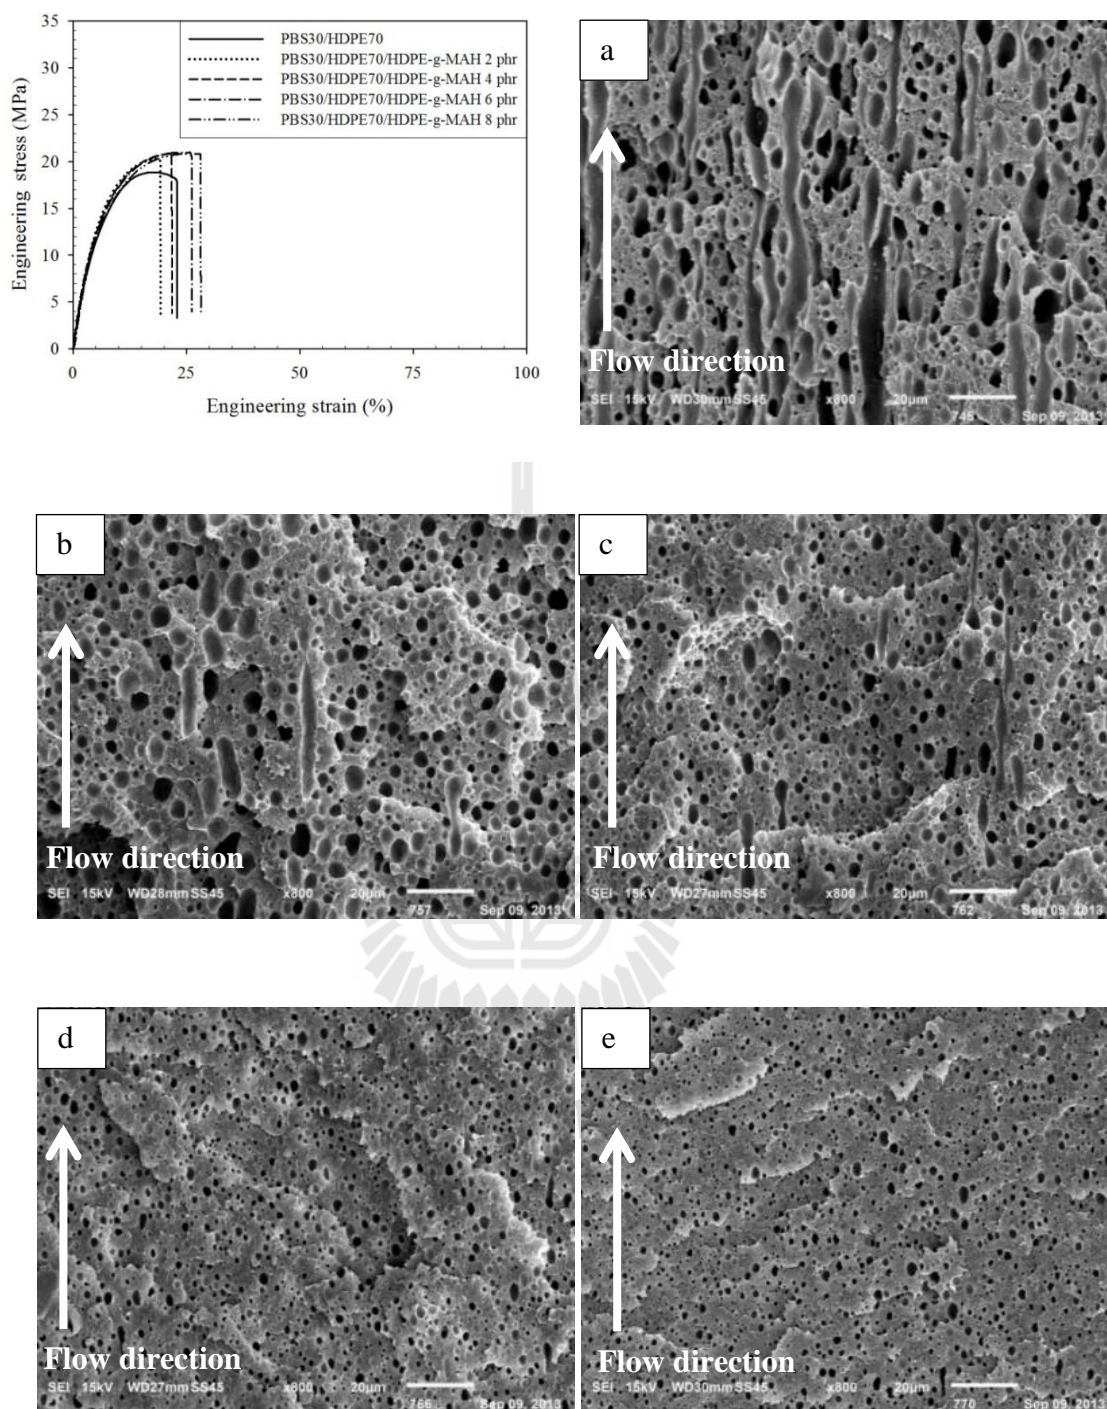 35
30
25
20
15
10
5
0
Engineering stress (MPa)
PBS30/HDPE70
PBS30/HDPE70/HDPE-g-MAH 2 phr
PBS30/HDPE70/HDPE-g-MAH 4 phr
PBS30/HDPE70/HDPE-g-MAH 6 phr
PBS30/HDPE70/HDPE-g-MAH 8 phr
0 25 50 75 100
Engineering strain (%)
a
Flow direction
SEI 15kV WD30mmSS45 x800 20μm
745 Sep 09, 2013
b
Flow direction
SEI 15kV WD28mmSS45 x800 20μm
757 Sep 09, 2013
c
Flow direction
SEI 15kV WD27mmSS45 x800 20μm
762 Sep 09, 2013
d
Flow direction
SEI 15kV WD27mmSS45 x800 20μm
766 Sep 09, 2013
e
Flow direction
SEI 15kV WD30mmSS45 x800 20μm
770 Sep 09, 2013